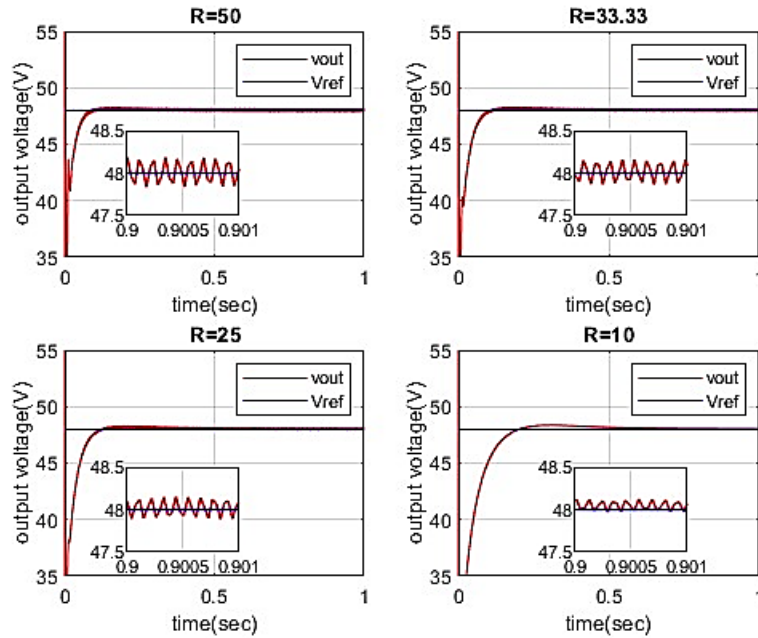 R=50
55
50
45
40
35
output voltage(V)
vout
Vref
48.5
48
47.5
0.9 0.9005 0.901
0 0.5 1
time(sec)
R=33.33
55
50
45
40
35
output voltage(V)
vout
Vref
48.5
48
47.5
0.9 0.9005 0.901
0 0.5 1
time(sec)
R=25
55
50
45
40
35
output voltage(V)
vout
Vref
48.5
48
47.5
0.9 0.9005 0.901
0 0.5 1
time(sec)
R=10
55
50
45
40
35
output voltage(V)
vout
Vref
48.5
48
47.5
0.9 0.9005 0.901
0 0.5 1
time(sec)